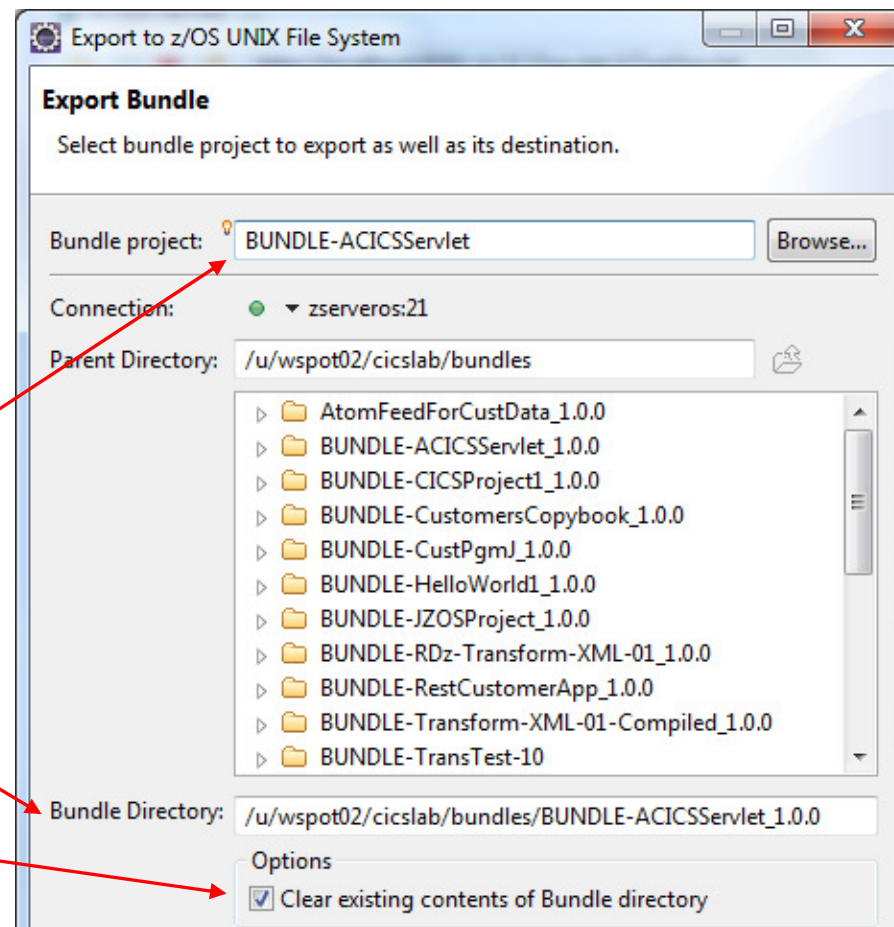 Export to z/OS UNIX File System
Export Bundle
Select bundle project to export as well as its destination.
Bundle project: BUNDLE-ACICSServlet Browse...
Connection: zserveros:21
Parent Directory: /u/wspot02/cicslab/bundles
AtomFeedForCustData_1.0.0
BUNDLE-ACICSServlet_1.0.0
BUNDLE-CICSProject1_1.0.0
BUNDLE-CustomersCopybook_1.0.0
BUNDLE-CustPgmJ_1.0.0
BUNDLE-HelloWorld1_1.0.0
BUNDLE-JZOSProject_1.0.0
BUNDLE-RDz-Transform-XML-01_1.0.0
BUNDLE-RestCustomerApp_1.0.0
BUNDLE-Transform-XML-01-Compiled_1.0.0
BUNDLE-TransTest-10
Bundle Directory: /u/wspot02/cicslab/bundles/BUNDLE-ACICSServlet_1.0.0
Options
Clear existing contents of Bundle directory